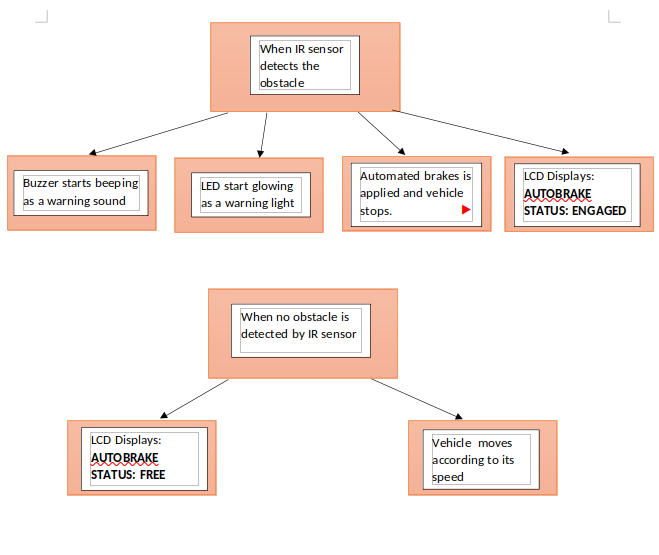 When IR sensor
detects the
obstacle
Buzzer starts beeping
as a warning sound
LED start glowing
as a warning light
Automated brakes is
applied and vehicle
stops.
LCD Displays:
AUTOBRAKE
STATUS: ENGAGED
When no obstacle is
detected by IR sensor
LCD Displays:
AUTOBRAKE
STATUS: FREE
Vehicle  moves
according to its
speed